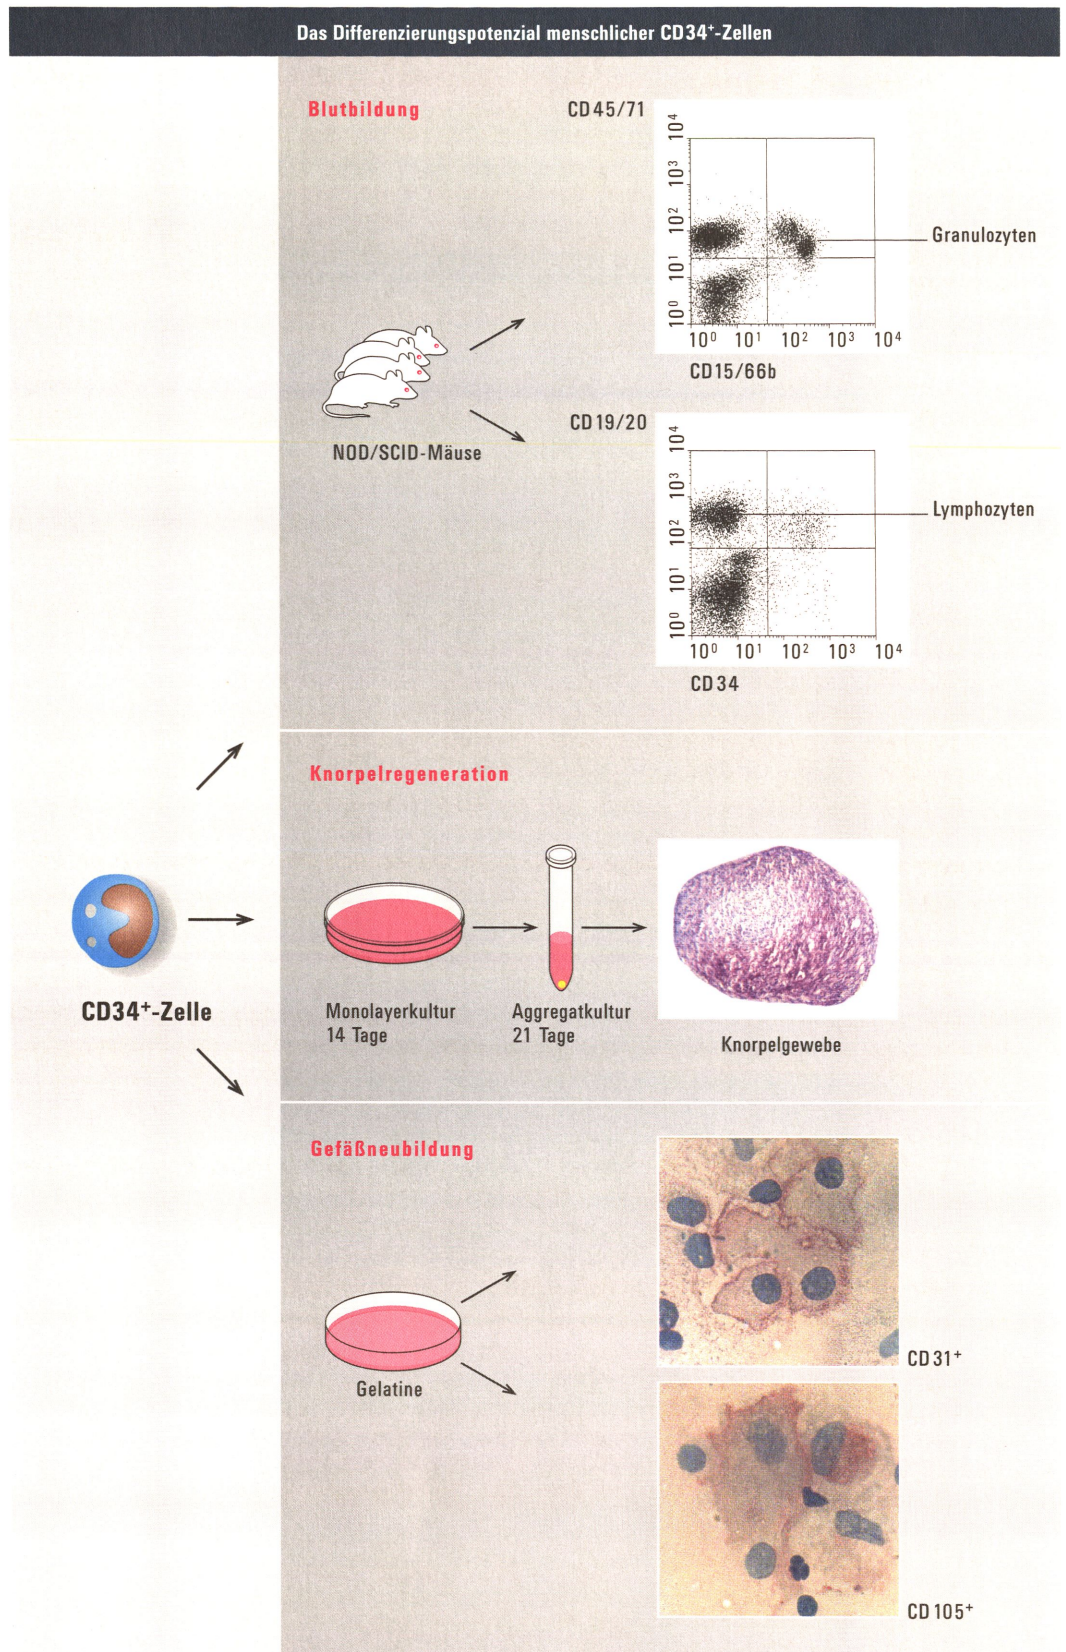 Das Differenzierungspotenzial menschlicher CD34⁺-Zellen
Blutbildung
CD45/71
10⁴
10³
10²
10¹
10⁰
10⁰ 10¹ 10² 10³ 10⁴
CD15/66b
Granulozyten
NOD/SCID-Mäuse
CD19/20
10⁴
10³
10²
10¹
10⁰
10⁰ 10¹ 10² 10³ 10⁴
CD34
Lymphozyten
CD34⁺-Zelle
Knorpelregeneration
Monolayerkultur
14 Tage
Aggregatkultur
21 Tage
Knorpelgewebe
Gefäßneubildung
Gelatine
CD31⁺
CD105⁺